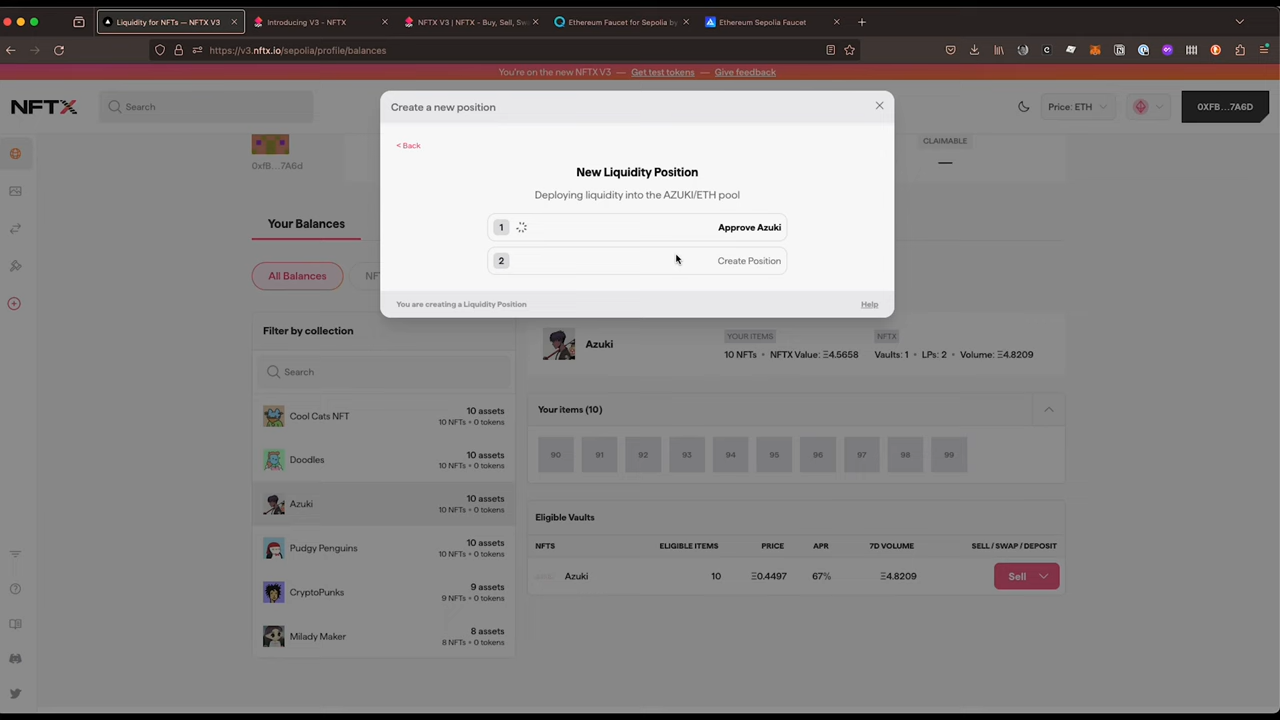 Liquidity for NFTs — NFTX V3
Introducing V3 - NFTX
NFTX V3 | NFTX - Buy, Sell, Swa
Ethereum Faucet for Sepolia by
Ethereum Sepolia Faucet
https://v3.nftx.io/sepolia/profile/balances
You're on the new NFTX V3 — Get test tokens — Give feedback
NFTX
Search
Price: ETH
0XFB...7A6D
Create a new position
< Back
New Liquidity Position
Deploying liquidity into the AZUKI/ETH pool
1 Approve Azuki
2 Create Position
You are creating a Liquidity Position
Help
0xfB...7A6d
CLAIMABLE
—
Your Balances
All Balances
NF
Filter by collection
Search
Cool Cats NFT
10 assets
10 NFTs + 0 tokens
Doodles
10 assets
10 NFTs + 0 tokens
Azuki
10 assets
10 NFTs + 0 tokens
Pudgy Penguins
10 assets
10 NFTs + 0 tokens
CryptoPunks
9 assets
9 NFTs + 0 tokens
Milady Maker
8 assets
8 NFTs + 0 tokens
Azuki
YOUR ITEMS
10 NFTs • NFTX Value: Ξ4.5658
NFTX
Vaults: 1 • LPs: 2 • Volume: Ξ4.8209
Your items (10)
90 91 92 93 94 95 96 97 98 99
Eligible Vaults
NFTS ELIGIBLE ITEMS PRICE APR 7D VOLUME SELL / SWAP / DEPOSIT
Azuki 10 Ξ0.4497 67% Ξ4.8209 Sell